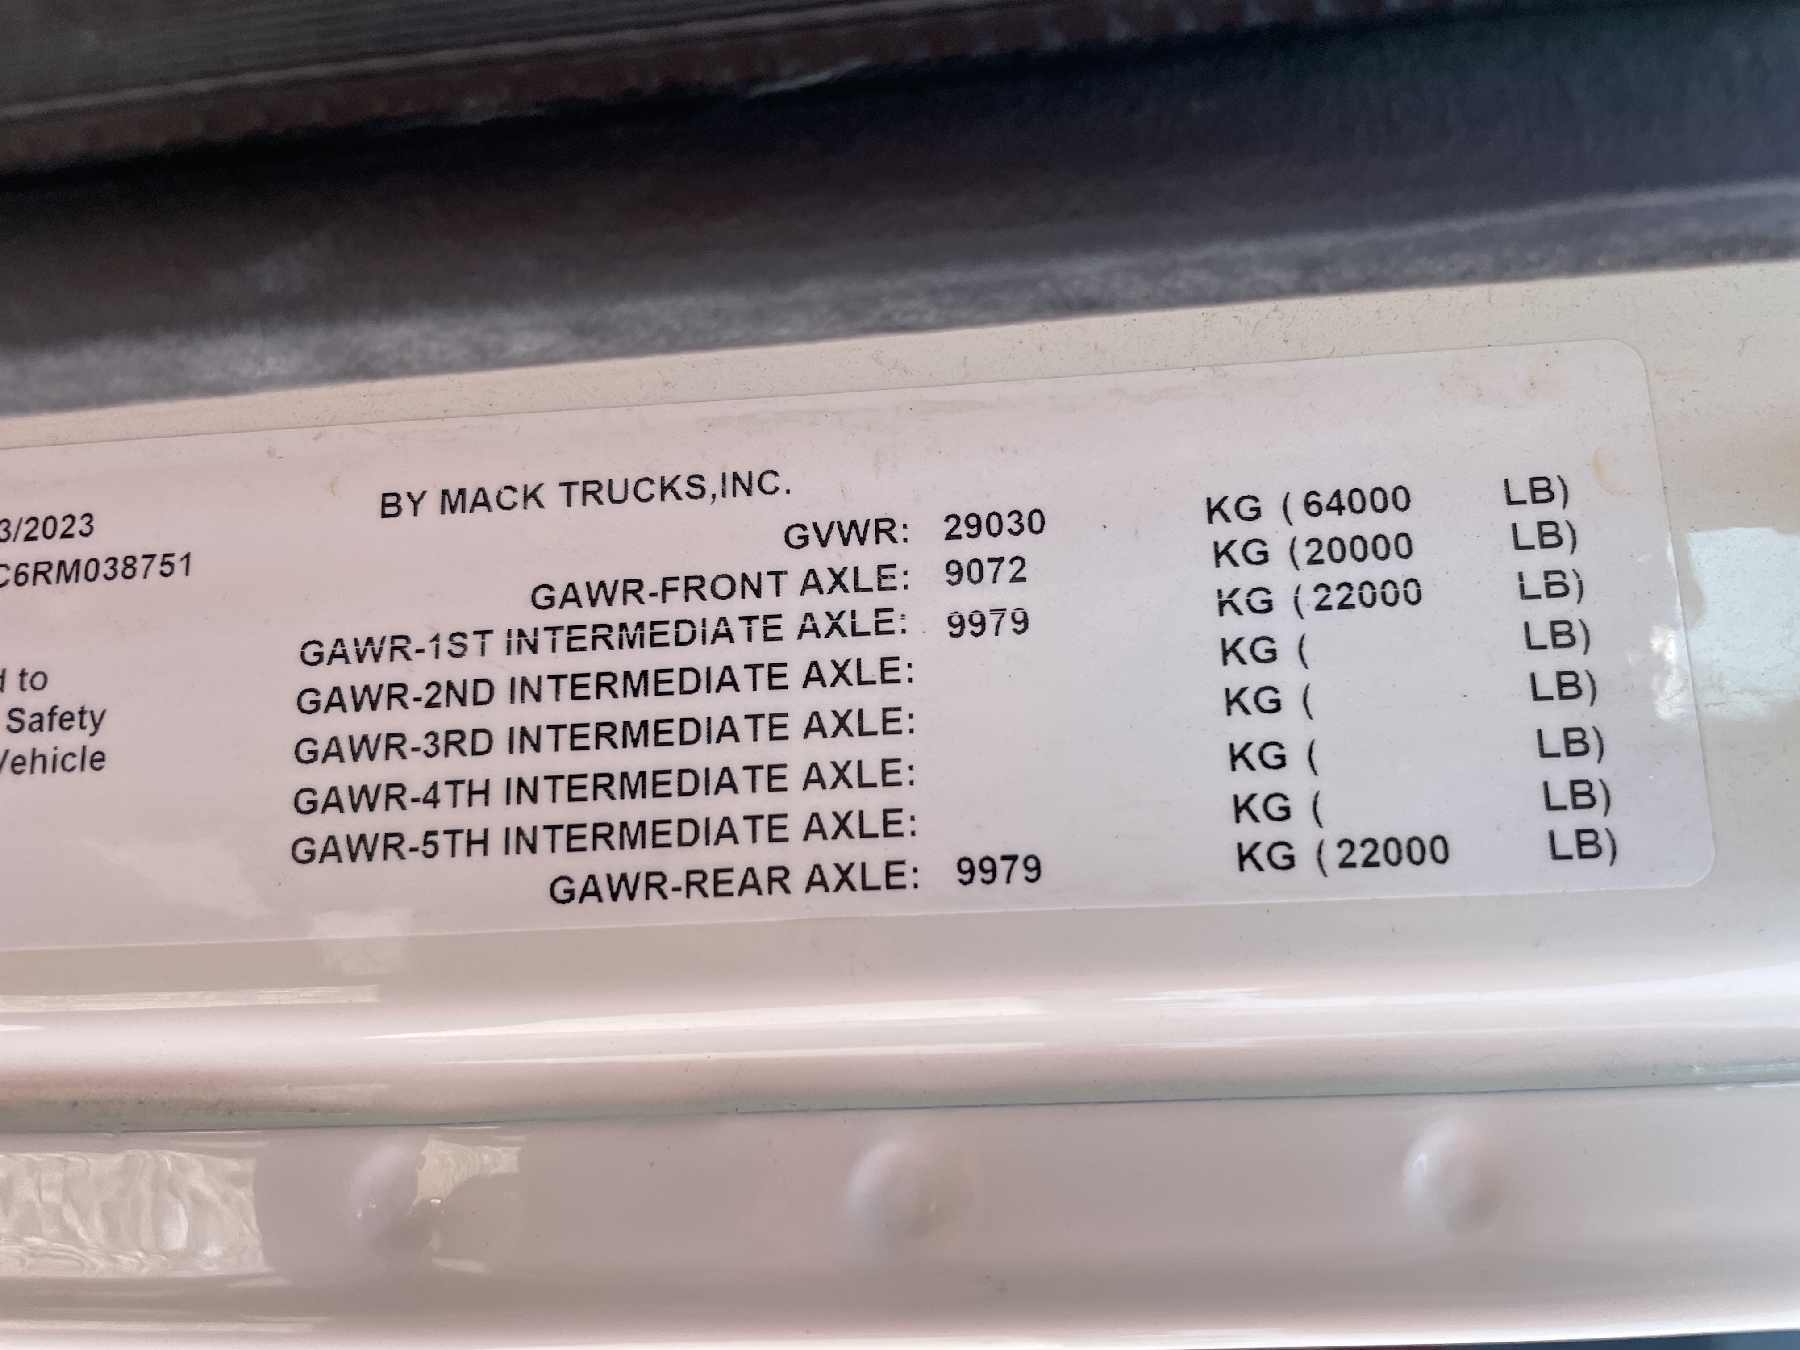 BY MACK TRUCKS,INC.
3/2023
GVWR: 29030 KG (64000 LB)
C6RM038751
GAWR-FRONT AXLE: 9072 KG (20000 LB)
GAWR-1ST INTERMEDIATE AXLE: 9979 KG (22000 LB)
GAWR-2ND INTERMEDIATE AXLE: KG ( LB)
d to
GAWR-3RD INTERMEDIATE AXLE: KG ( LB)
Safety
GAWR-4TH INTERMEDIATE AXLE: KG ( LB)
Vehicle
GAWR-5TH INTERMEDIATE AXLE: KG ( LB)
GAWR-REAR AXLE: 9979 KG (22000 LB)